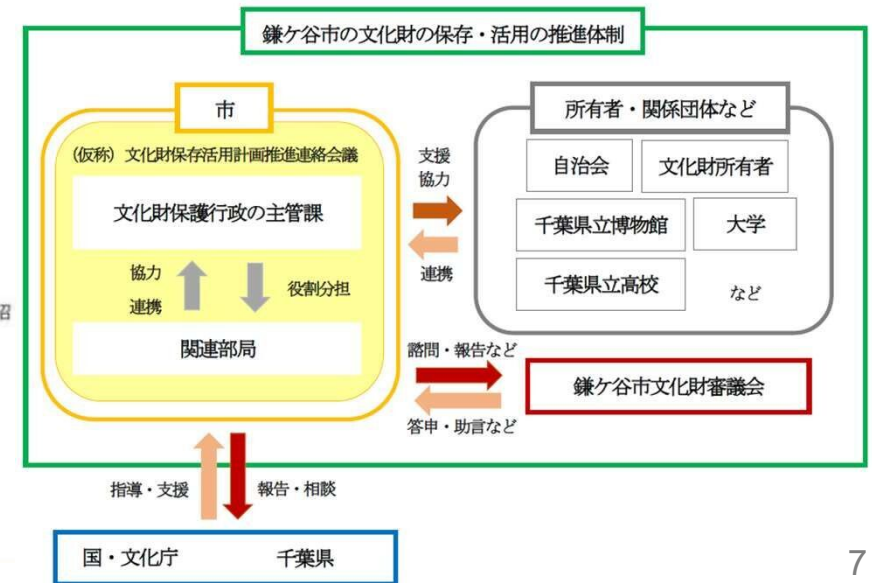 鎌ケ谷市の文化財の保存・活用の推進体制
市
(仮称) 文化財保存活用計画推進連絡会議
文化財保護行政の主管課
協力
連携
役割分担
関連部局
支援
協力
連携
所有者・関係団体など
自治会
文化財所有者
千葉県立博物館
大学
千葉県立高校
など
諮問・報告など
答申・助言など
鎌ケ谷市文化財審議会
指導・支援
報告・相談
国・文化庁 千葉県
7